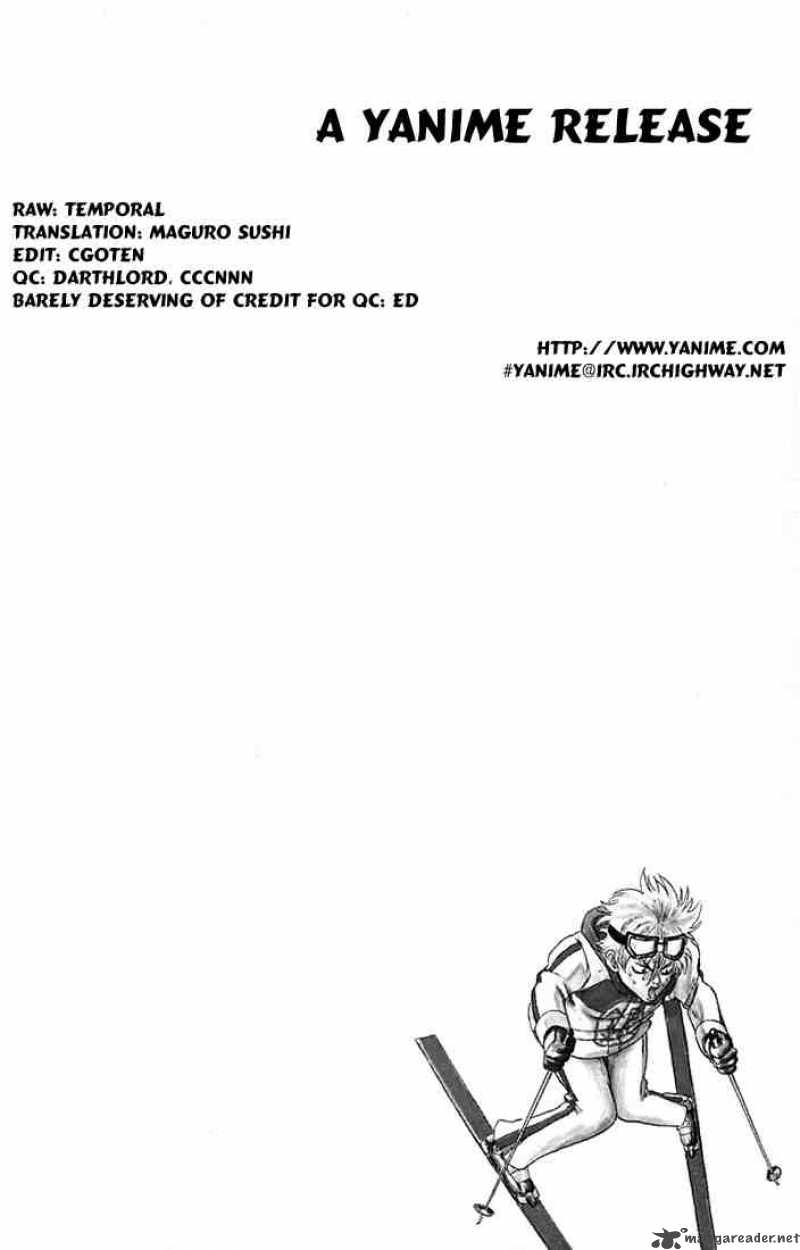 A YANIME RELEASE
RAW: TEMPORAL
TRANSLATION: MAGURO SUSHI
EDIT: CGOTEN
QC: DARTHLORD, CCCNNN
BARELY DESERVING OF CREDIT FOR QC: ED
HTTP://WWW.YANIME.COM
#YANIME@IRC.IRCHIGHWAY.NET
mangareader.net